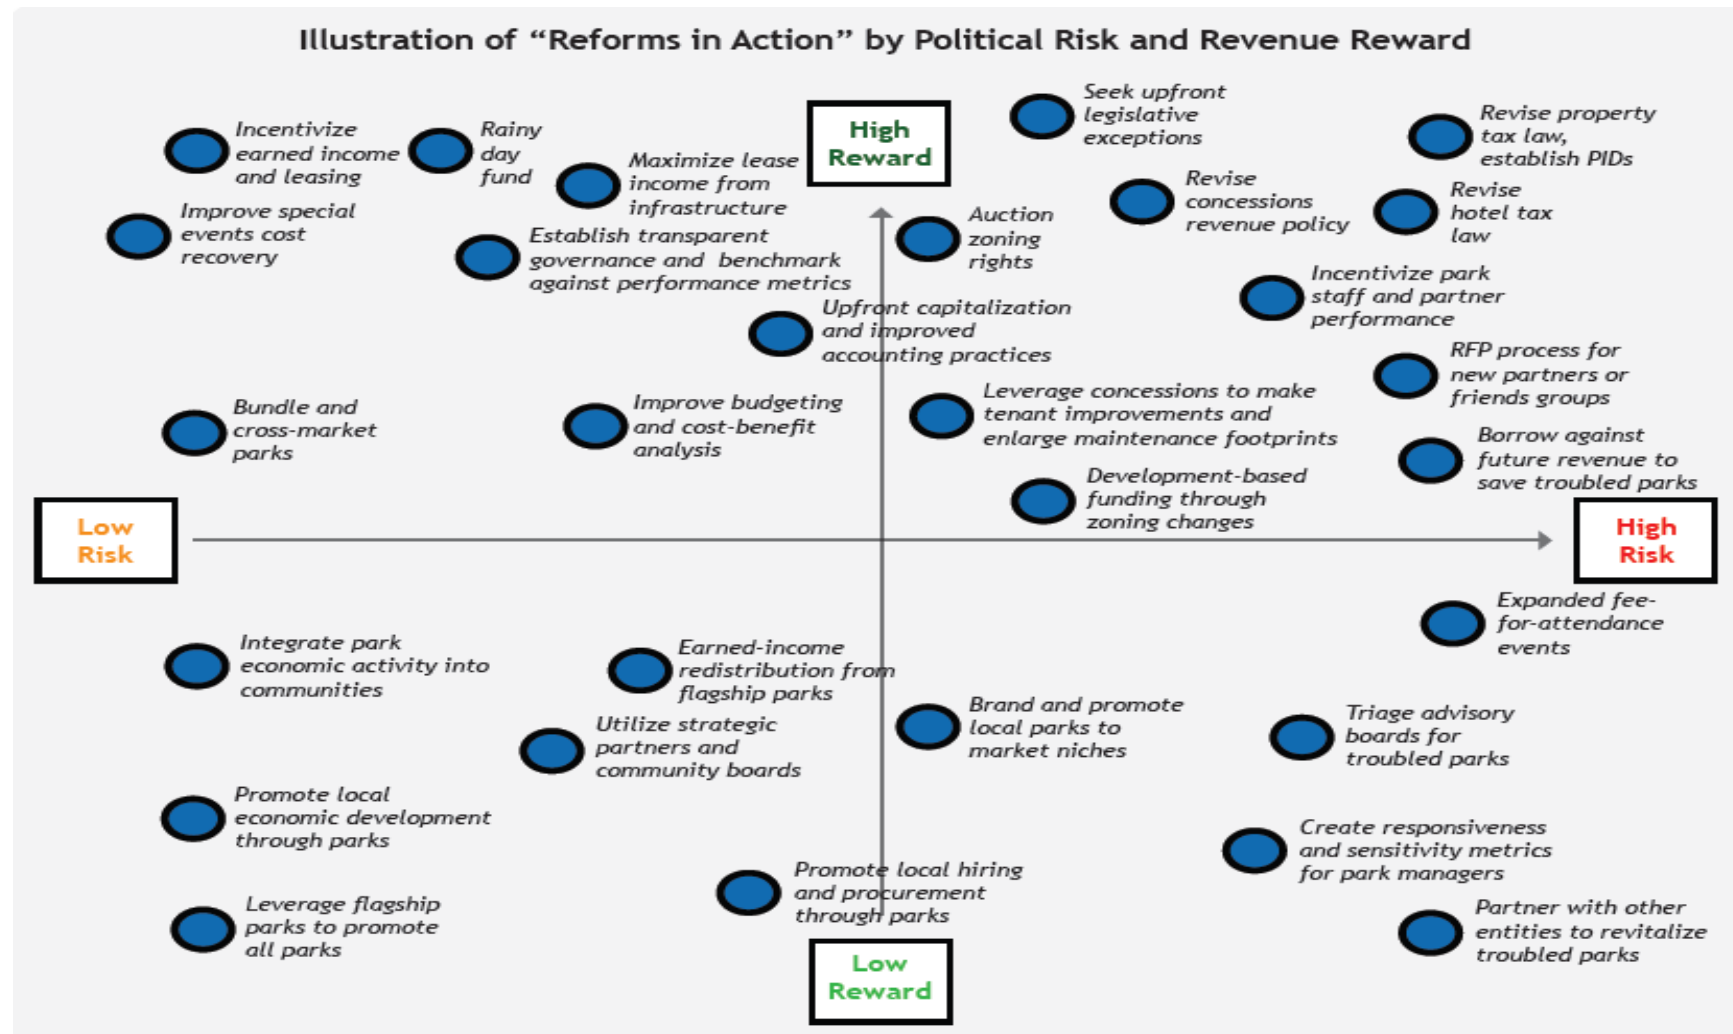 Illustration of “Reforms in Action” by Political Risk and Revenue Reward
Incentivize
earned income
and leasing
Rainy
day
fund
Maximize lease
income from
infrastructure
High
Reward
Seek upfront
legislative
exceptions
Revise property
tax law,
establish PIDs
Improve special
events cost
recovery
Establish transparent
governance and benchmark
against performance metrics
Auction
zoning
rights
Revise
concessions
revenue policy
Revise
hotel tax
law
Upfront capitalization
and improved
accounting practices
Incentivize park
staff and partner
performance
RFP process for
new partners or
friends groups
Bundle and
cross-market
parks
Improve budgeting
and cost-benefit
analysis
Leverage concessions to make
tenant improvements and
enlarge maintenance footprints
Borrow against
future revenue to
save troubled parks
Development-based
funding through
zoning changes
Low
Risk
High
Risk
Expanded fee-
for-attendance
events
Integrate park
economic activity into
communities
Earned-income
redistribution from
flagship parks
Utilize strategic
partners and
community boards
Brand and promote
local parks to
market niches
Triage advisory
boards for
troubled parks
Promote local
economic development
through parks
Create responsiveness
and sensitivity metrics
for park managers
Promote local hiring
and procurement
through parks
Leverage flagship
parks to promote
all parks
Partner with other
entities to revitalize
troubled parks
Low
Reward